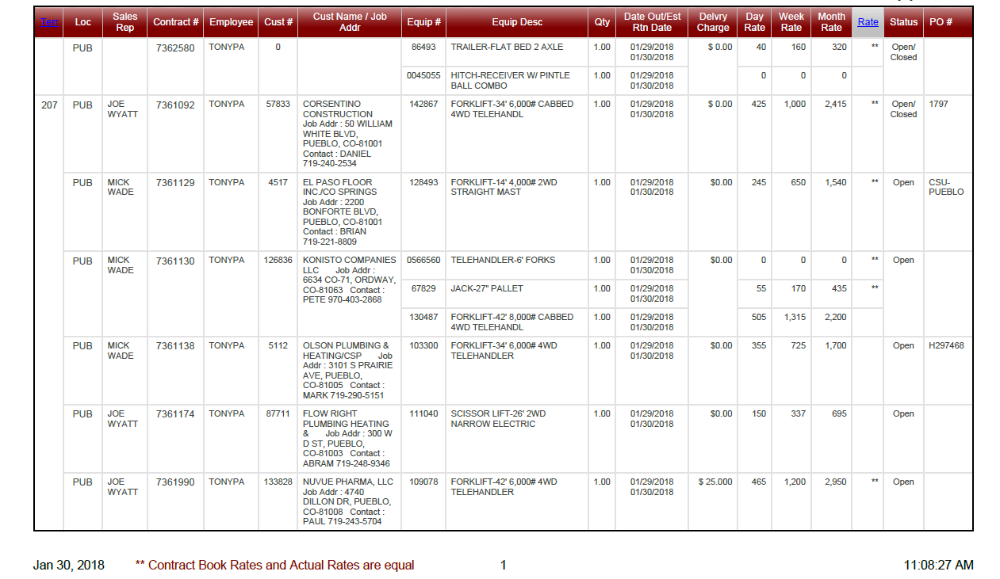 Terr Loc Sales Rep Contract # Employee Cust # Cust Name / Job Addr Equip # Equip Desc Qty Date Out/Est Rtn Date Delvry Charge Day Rate Week Rate Month Rate Rate Status PO #
PUB 7362580 TONYPA 0 86493 TRAILER-FLAT BED 2 AXLE 1.00 01/29/2018 $ 0.00 40 160 320 ** Open/
01/30/2018 Closed
0045055 HITCH-RECEIVER W/ PINTLE 1.00 01/29/2018 0 0 0
BALL COMBO 01/30/2018
207 PUB JOE 7361092 TONYPA 57833 CORSENTINO 142867 FORKLIFT-34' 6,000# CABBED 1.00 01/29/2018 $ 0.00 425 1,000 2,415 ** Open/ 1797
WYATT CONSTRUCTION 4WD TELEHANDL 01/30/2018 Closed
Job Addr : 50 WILLIAM
WHITE BLVD,
PUEBLO, CO-81001
Contact : DANIEL
719-240-2534
PUB MICK 7361129 TONYPA 4517 EL PASO FLOOR 128493 FORKLIFT-14' 4,000# 2WD 1.00 01/29/2018 $0.00 245 650 1,540 ** Open CSU-
WADE INC./CO SPRINGS STRAIGHT MAST 01/30/2018 PUEBLO
Job Addr : 2200
BONFORTE BLVD,
PUEBLO, CO-81001
Contact : BRIAN
719-221-8809
PUB MICK 7361130 TONYPA 126836 KONISTO COMPANIES 0566560 TELEHANDLER-6' FORKS 1.00 01/29/2018 $0.00 0 0 0 ** Open
WADE LLC Job Addr : 01/30/2018
6634 CO-71, ORDWAY,
CO-81063 Contact : 67829 JACK-27" PALLET 1.00 01/29/2018 55 170 435 **
PETE 970-403-2868 01/30/2018
130487 FORKLIFT-42' 8,000# CABBED 1.00 01/29/2018 505 1,315 2,200
4WD TELEHANDL 01/30/2018
PUB MICK 7361138 TONYPA 5112 OLSON PLUMBING & 103300 FORKLIFT-34' 6,000# 4WD 1.00 01/29/2018 $0.00 355 725 1,700 Open H297468
WADE HEATING/CSP Job TELEHANDLER 01/30/2018
Addr : 3101 S PRAIRIE
AVE, PUEBLO,
CO-81005 Contact :
MARK 719-290-5151
PUB JOE 7361174 TONYPA 87711 FLOW RIGHT 111040 SCISSOR LIFT-26' 2WD 1.00 01/29/2018 $0.00 150 337 695 Open
WYATT PLUMBING HEATING NARROW ELECTRIC 01/30/2018
& Job Addr : 300 W
D ST, PUEBLO,
CO-81003 Contact :
ABRAM 719-248-9346
PUB JOE 7361990 TONYPA 133828 NUVUE PHARMA, LLC 109078 FORKLIFT-42' 6,000# 4WD 1.00 01/29/2018 $ 25.000 465 1,200 2,950 ** Open
WYATT Job Addr : 4740 TELEHANDLER 01/30/2018
DILLON DR, PUEBLO,
CO-81008 Contact :
PAUL 719-243-5704
Jan 30, 2018 ** Contract Book Rates and Actual Rates are equal 1 11:08:27 AM